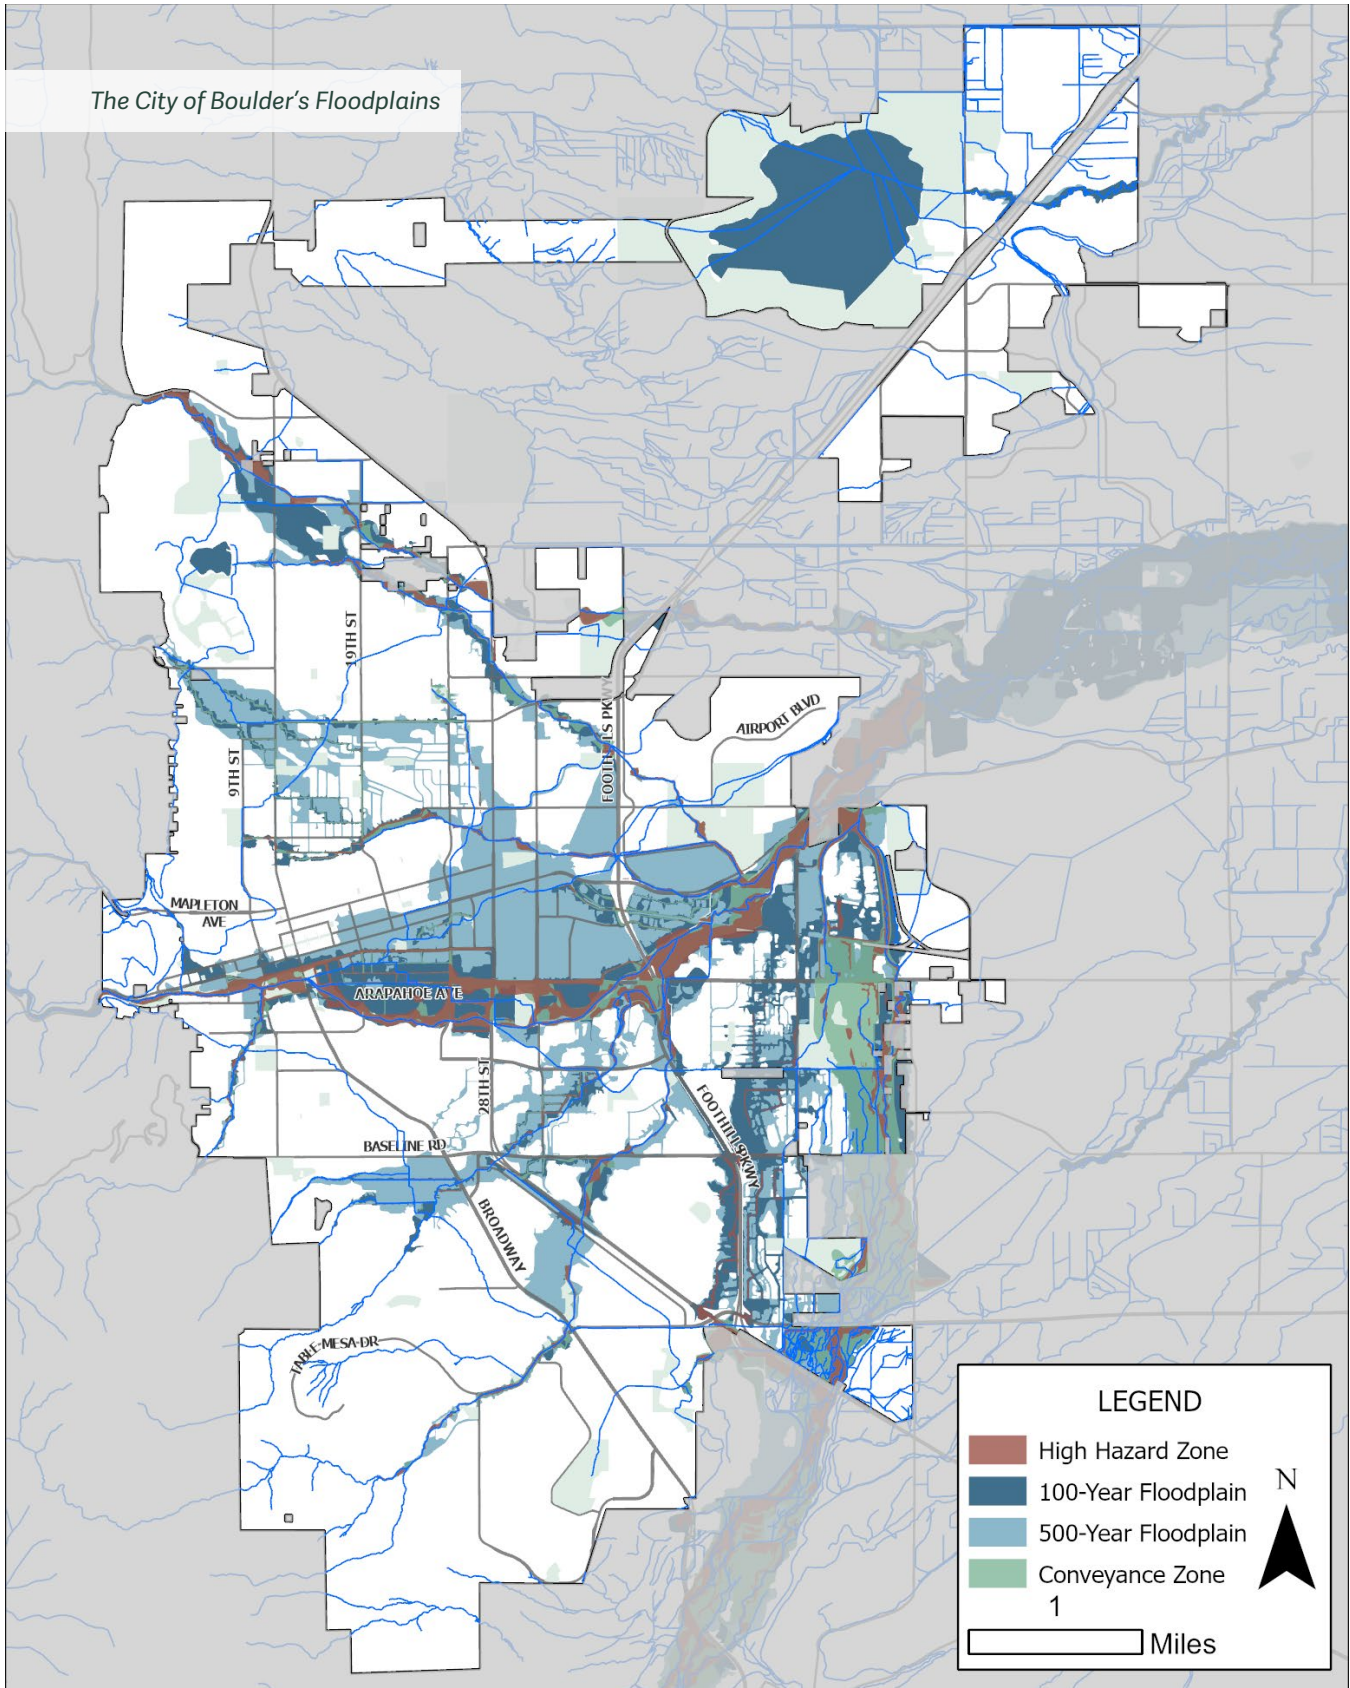 The City of Boulder's Floodplains
19TH ST
FOOTHILLS PKWY
AIRPORT BLVD
9TH ST
MAPLETON
AVE
ARAPAHOE AVE
28TH ST
FOOTHILLS PKWY
BASELINE RD
BROADWAY
TABLE MESA DR
LEGEND
High Hazard Zone
100-Year Floodplain
500-Year Floodplain
Conveyance Zone
N
1
Miles